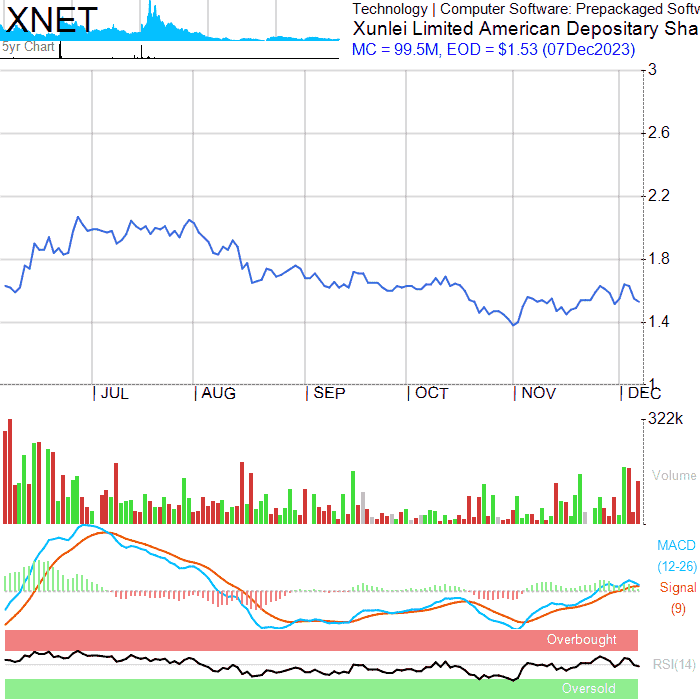 XNET
5yr Chart
Technology | Computer Software: Prepackaged Softw
Xunlei Limited American Depositary Sha
MC = 99.5M, EOD = $1.53 (07Dec2023)
3
2.6
2.2
1.8
1.4
1
JUL AUG SEP OCT NOV DEC
322k
Volume
MACD
(12-26)
Signal
(9)
Overbought
RSI(14)
Oversold